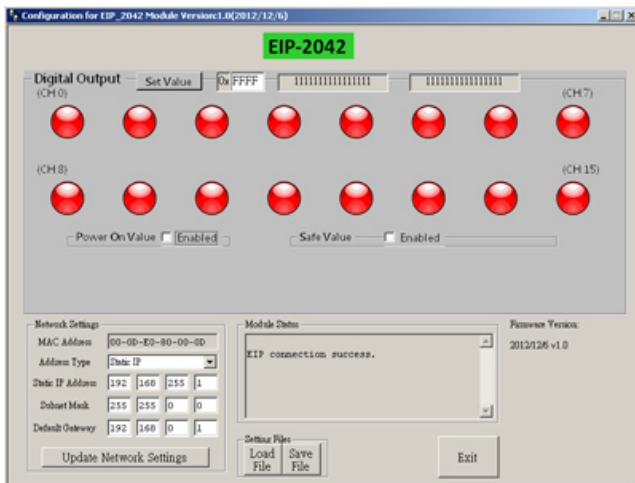 Configuration for EIP_2042 Module Version:1.0(2012/12/6)
EIP-2042
Digital Output Set Value 0x FFFF 1111111111111111 1111111111111111
(CH:0) (CH:7)
(CH:8) (CH:15)
Power On Value Enabled Safe Value Enabled
Network Settings
MAC Address 00-0D-E0-80-00-0D
Address Type Static IP
Static IP Address 192 168 255 1
Subnet Mask 255 255 0 0
Default Gateway 192 168 0 1
Update Network Settings
Module Status
EIP connection success.
Setting Files
Load File
Save File
Firmware Version:
2012/12/6 v1.0
Exit